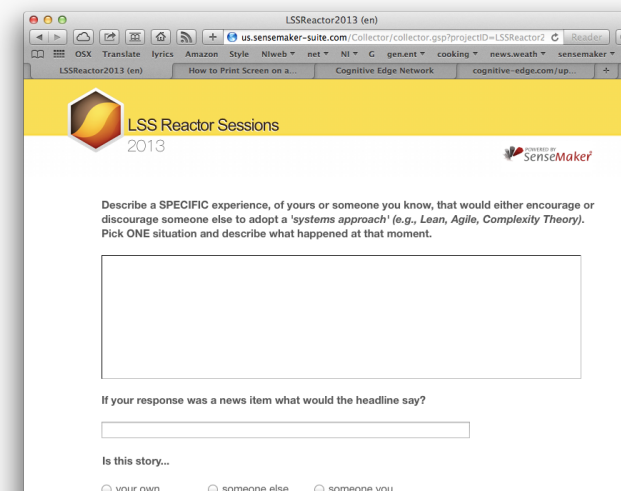 LSSReactor2013 (en)
us.sensemaker-suite.com/Collector/collector.gsp?projectID=LSSReactor2
Reader
OSX Translate lyrics Amazon Style NIweb net NI G gen.ent cooking news.weath sensemaker
LSSReactor2013 (en) How to Print Screen on a... Cognitive Edge Network cognitive-edge.com/up...
LSS Reactor Sessions
2013
POWERED BY
SenseMaker²
Describe a SPECIFIC experience, of yours or someone you know, that would either encourage or
discourage someone else to adopt a 'systems approach' (e.g., Lean, Agile, Complexity Theory).
Pick ONE situation and describe what happened at that moment.
If your response was a news item what would the headline say?
Is this story...
your own someone else someone you